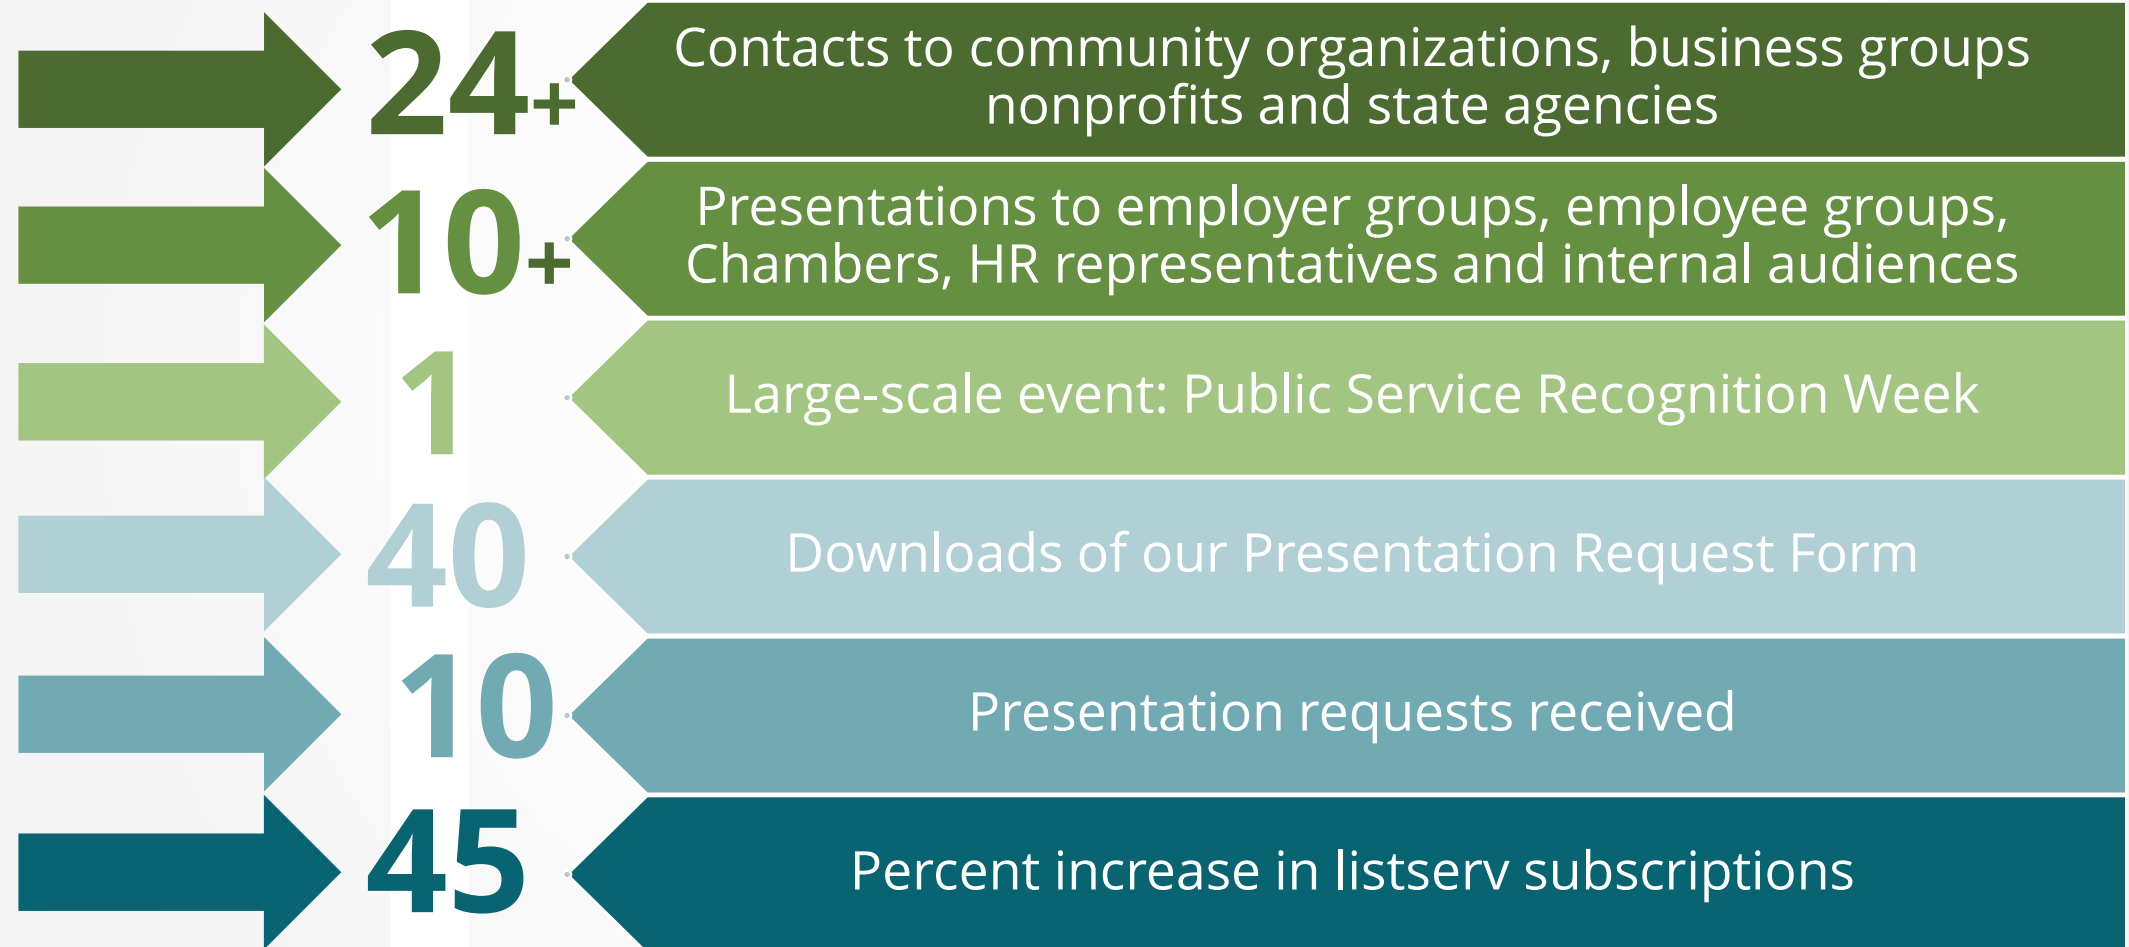 24+
Contacts to community organizations, business groups
nonprofits and state agencies
10+
Presentations to employer groups, employee groups,
Chambers, HR representatives and internal audiences
1
Large-scale event: Public Service Recognition Week
40
Downloads of our Presentation Request Form
10
Presentation requests received
45
Percent increase in listserv subscriptions